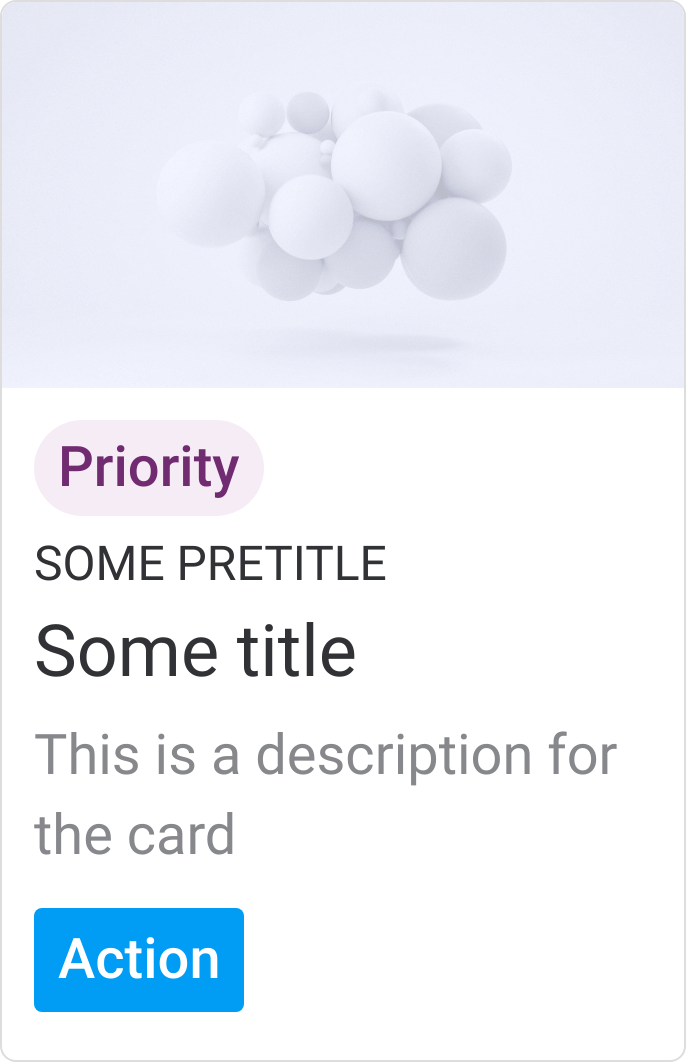 Priority
SOME PRETITLE
Some title
This is a description for
the card
Action